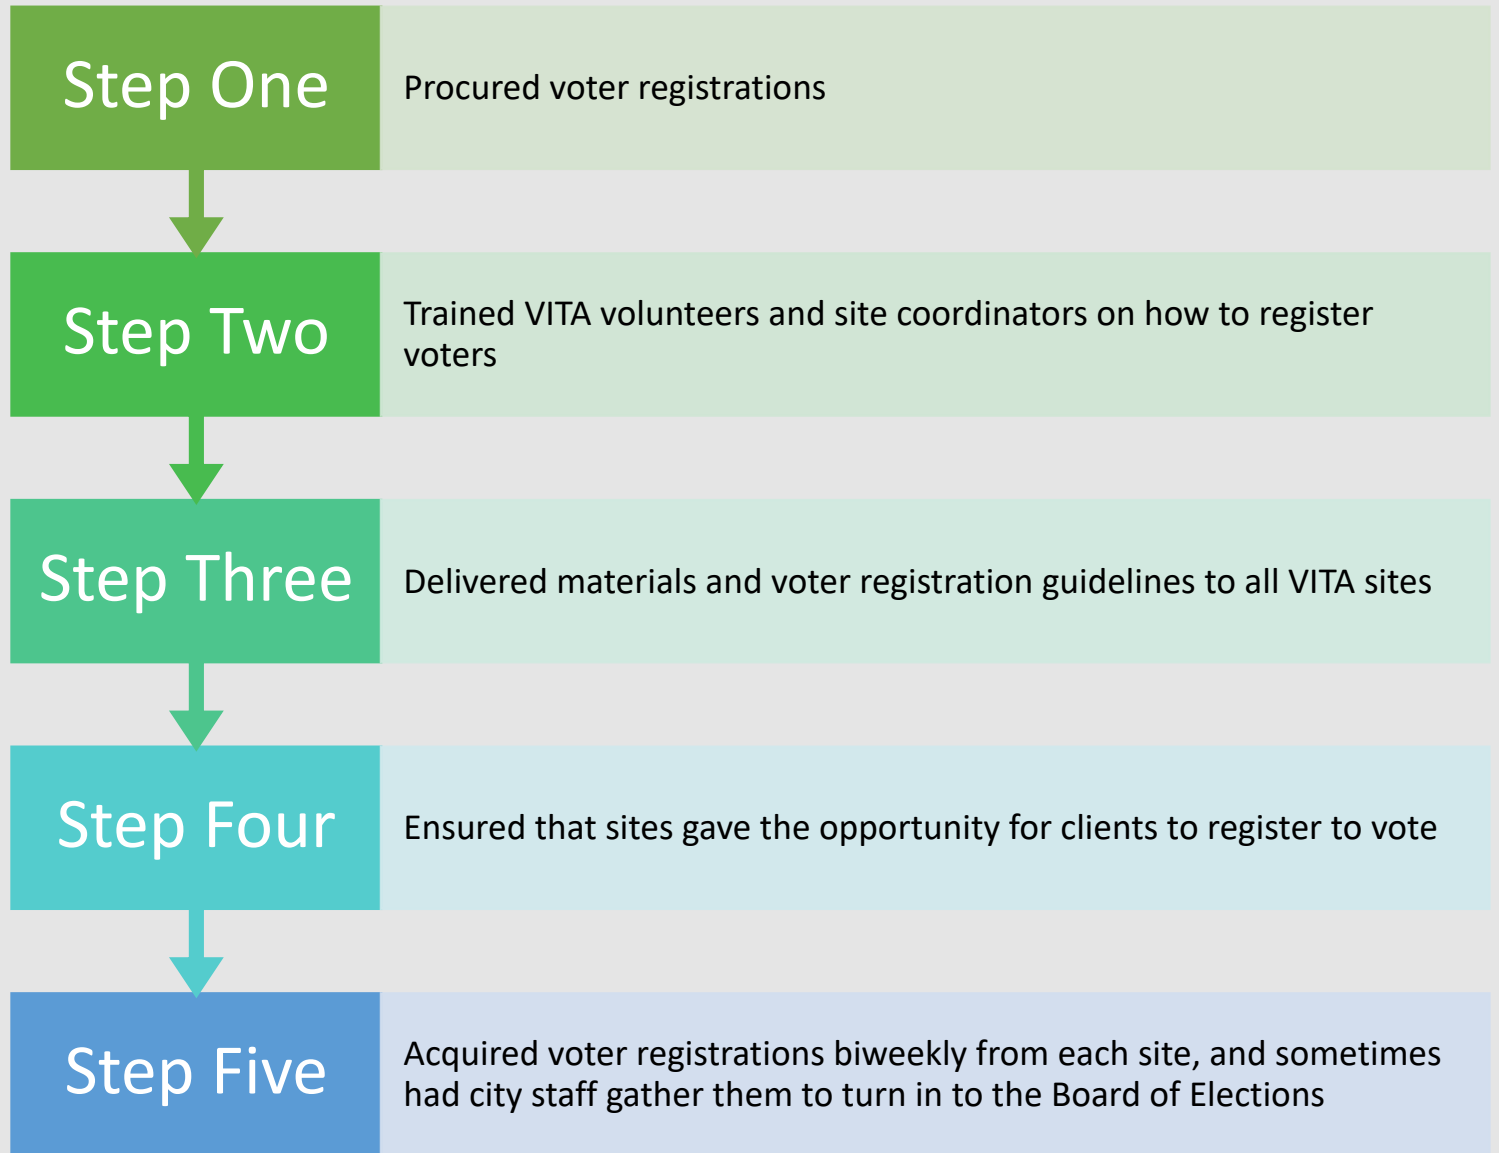 Step One
Procured voter registrations
Step Two
Trained VITA volunteers and site coordinators on how to register
voters
Step Three
Delivered materials and voter registration guidelines to all VITA sites
Step Four
Ensured that sites gave the opportunity for clients to register to vote
Step Five
Acquired voter registrations biweekly from each site, and sometimes
had city staff gather them to turn in to the Board of Elections